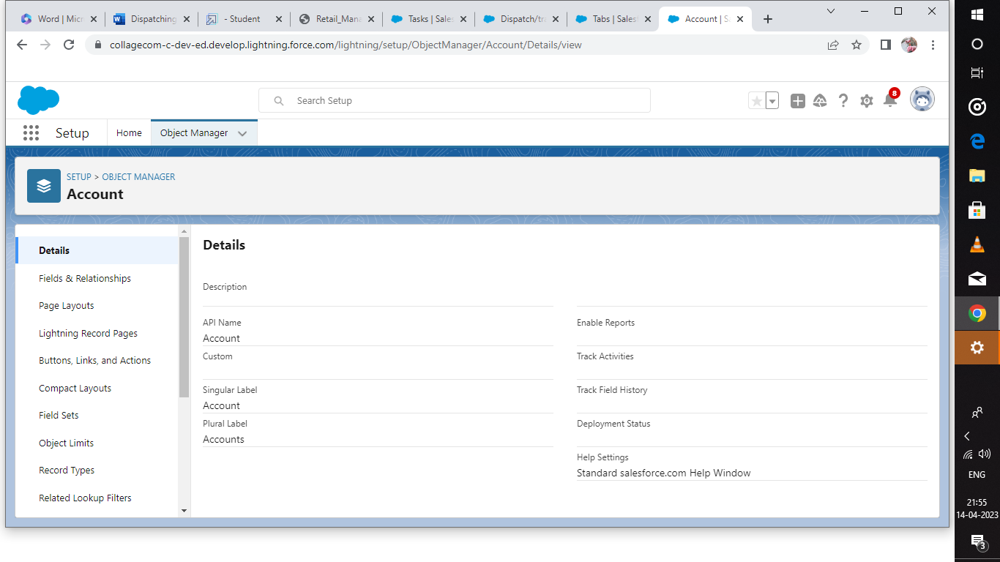 Word | Micr
Dispatching
- Student
Retail_Mana
Tasks | Sales
Dispatch/tra
Tabs | Salesf
Account | Sa
collagecom-c-dev-ed.develop.lightning.force.com/lightning/setup/ObjectManager/Account/Details/view
Search Setup
8
Setup
Home
Object Manager
SETUP > OBJECT MANAGER
Account
Details
Fields & Relationships
Page Layouts
Lightning Record Pages
Buttons, Links, and Actions
Compact Layouts
Field Sets
Object Limits
Record Types
Related Lookup Filters
Details
Description
API Name
Account
Custom
Singular Label
Account
Plural Label
Accounts
Enable Reports
Track Activities
Track Field History
Deployment Status
Help Settings
Standard salesforce.com Help Window
ENG
21:55
14-04-2023
3